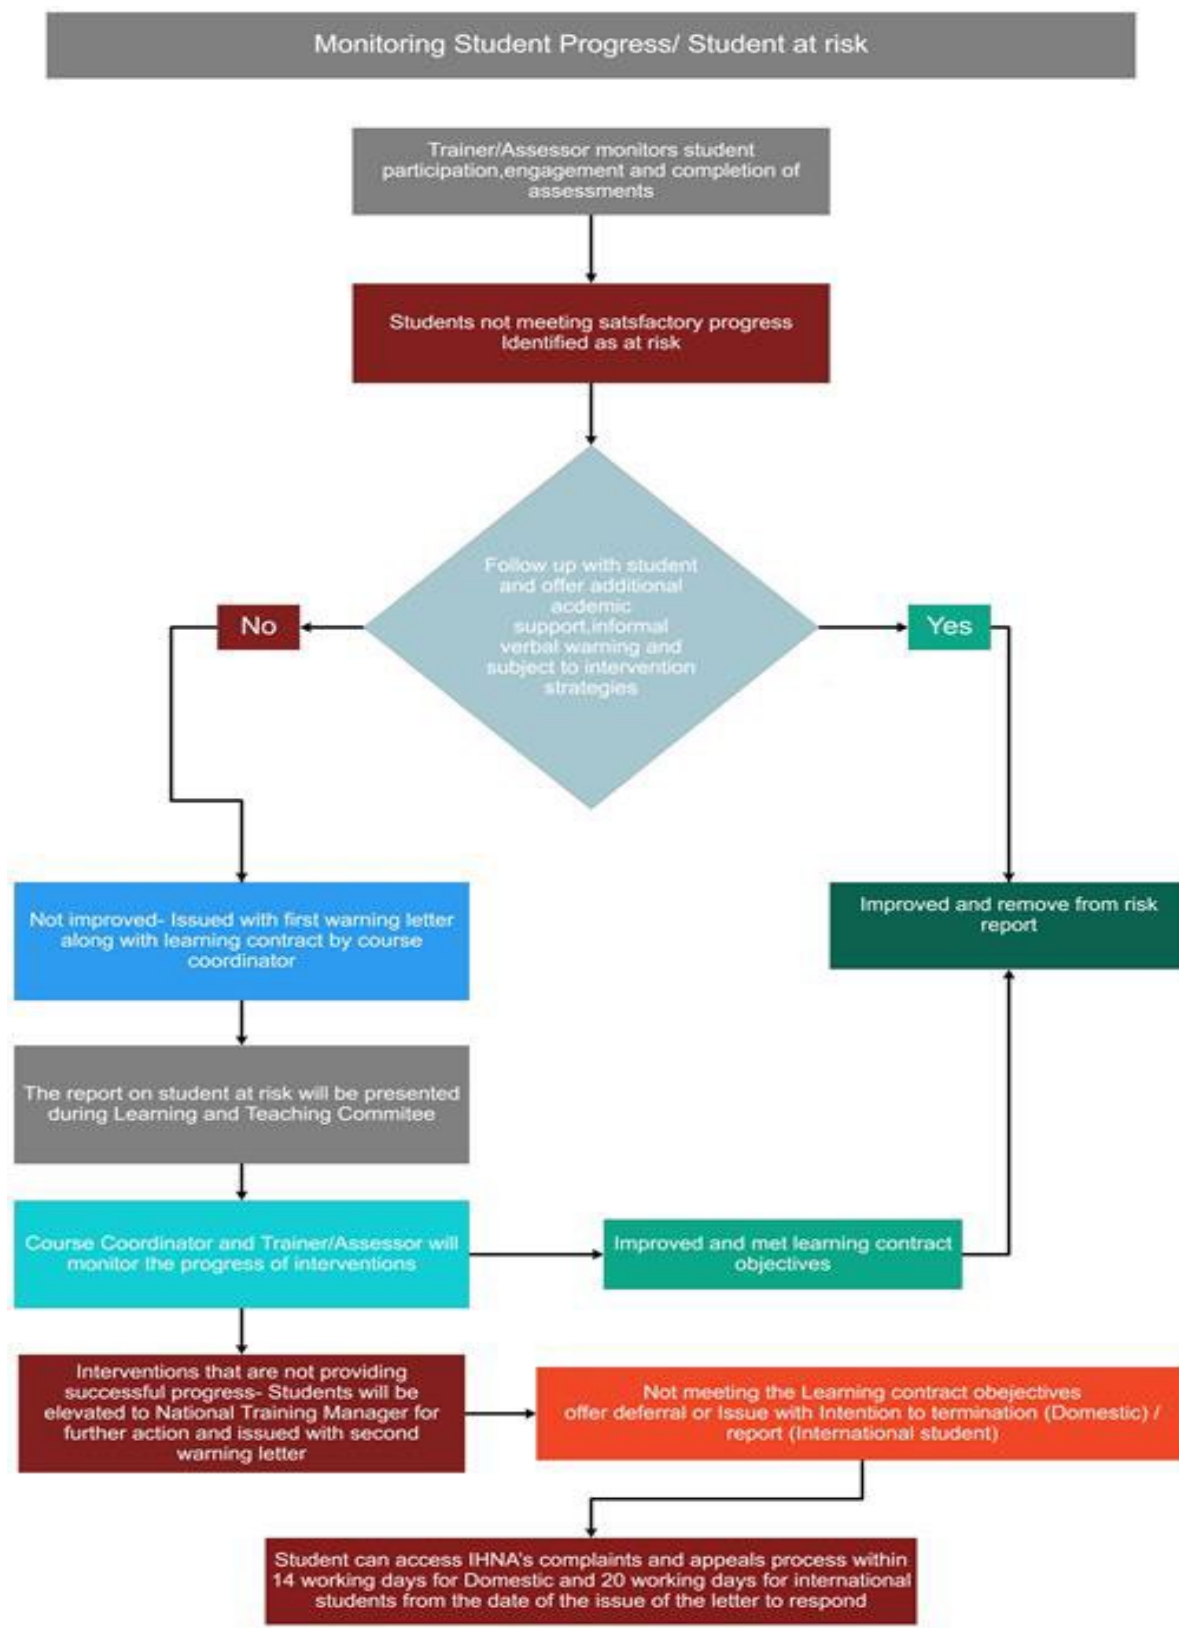 Monitoring Student Progress/ Student at risk
Trainer/Assessor monitors student
participation,engagement and completion of
assessments
Students not meeting satsfactory progress
Identified as at risk
Follow up with student
and offer additional
acdemic
support,informal
verbal warning and
subject to intervention
strategies
No
Yes
Not improved- Issued with first warning letter
along with learning contract by course
coordinator
Improved and remove from risk
report
The report on student at risk will be presented
during Learning and Teaching Commitee
Course Coordinator and Trainer/Assessor will
monitor the progress of interventions
Improved and met learning contract
objectives
Interventions that are not providing
successful progress- Students will be
elevated to National Training Manager for
further action and issued with second
warning letter
Not meeting the Learning contract obejectives
offer deferral or Issue with Intention to termination (Domestic) /
report (International student)
Student can access IHNA's complaints and appeals process within
14 working days for Domestic and 20 working days for international
students from the date of the issue of the letter to respond